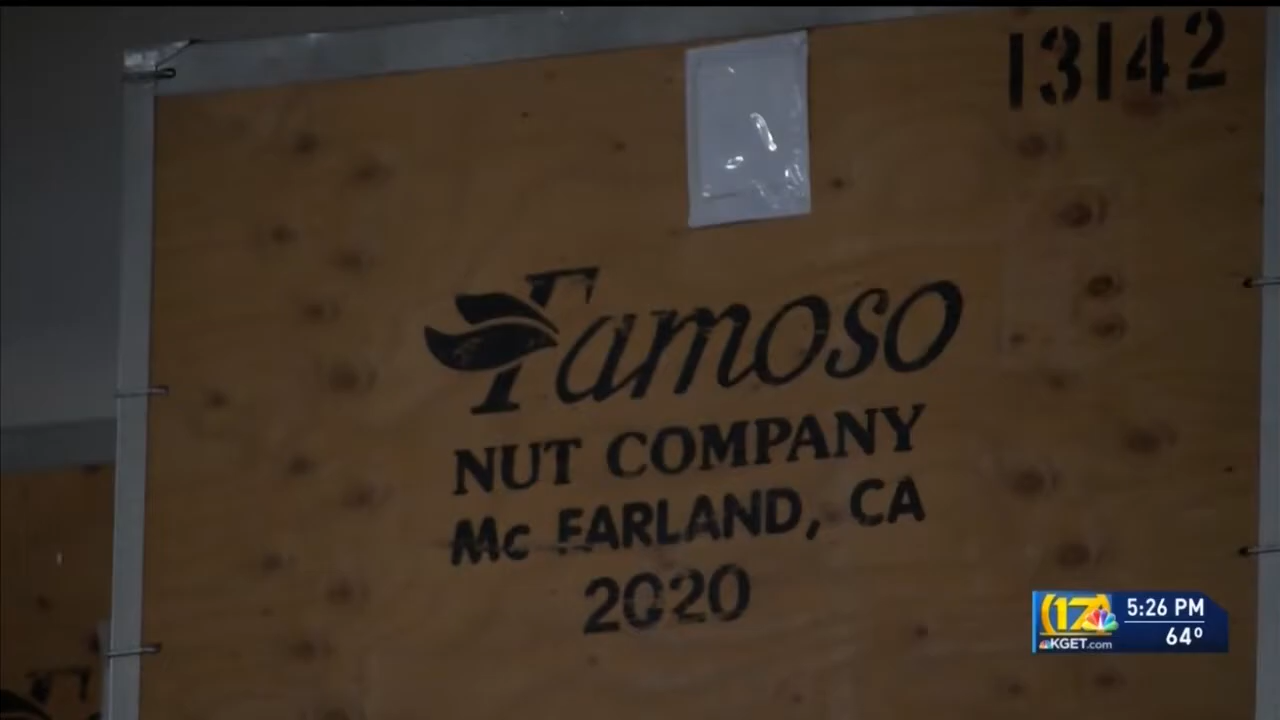 13142
Famoso
NUT COMPANY
Mc FARLAND, CA
2020
17
5:26 PM
KGET.com
64°